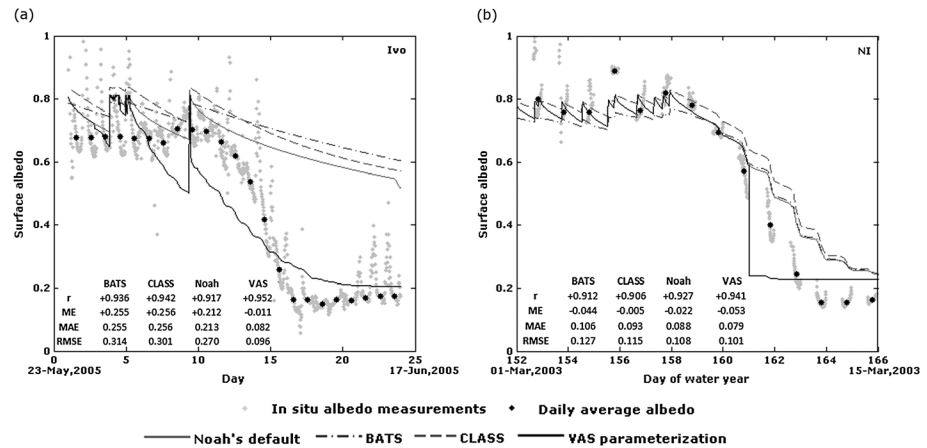 (a)
Ivo
Surface albedo
1
0.8
0.6
0.4
0.2
0
BATS CLASS Noah VAS
r +0.936 +0.942 +0.917 +0.952
ME +0.255 +0.256 +0.212 -0.011
MAE 0.255 0.256 0.213 0.082
RMSE 0.314 0.301 0.270 0.096
0 5 10 15 20 25
23-May,2005 17-Jun,2005
Day
(b)
NI
Surface albedo
1
0.8
0.6
0.4
0.2
0
BATS CLASS Noah VAS
r +0.912 +0.906 +0.927 +0.941
ME -0.044 -0.005 -0.022 -0.053
MAE 0.106 0.093 0.088 0.079
RMSE 0.127 0.115 0.108 0.101
152 154 156 158 160 162 164 166
01-Mar,2003 15-Mar,2003
Day of water year
In situ albedo measurements Daily average albedo
Noah's default BATS CLASS VAS parameterization